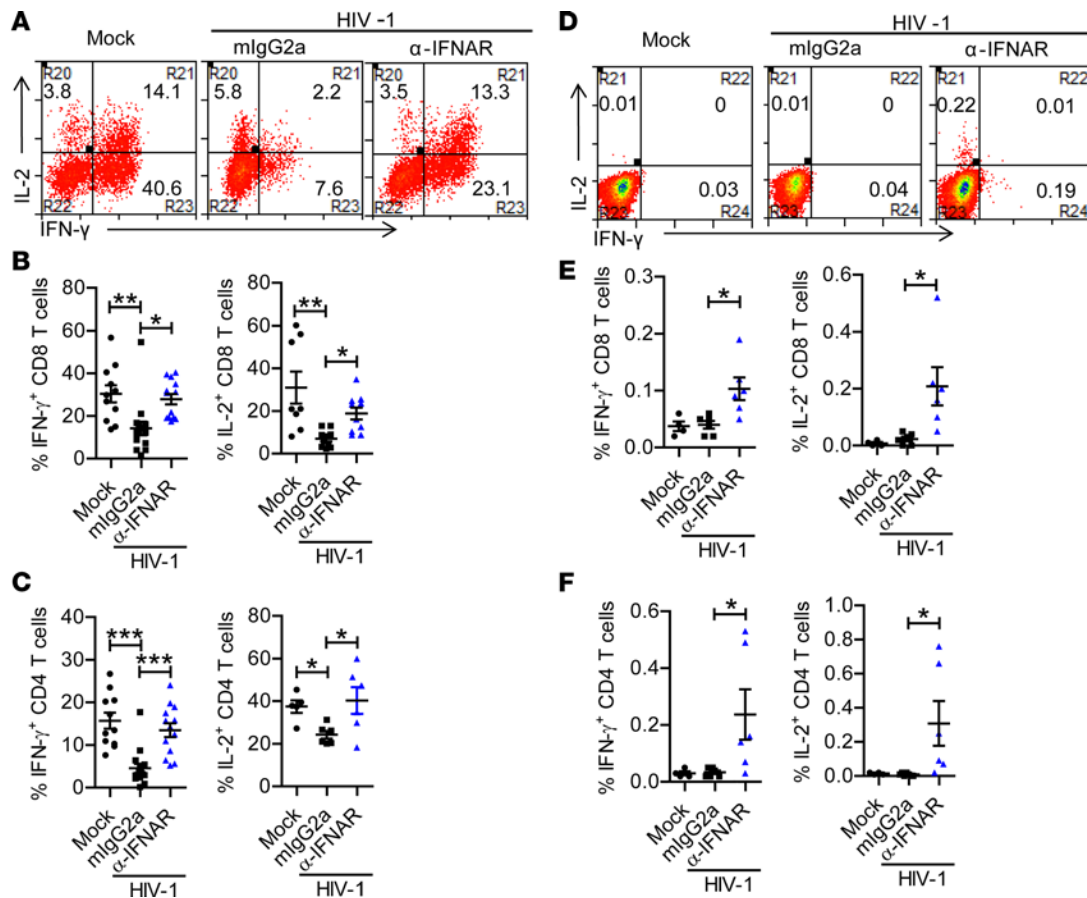 A
HIV -1
Mock
mIgG2a
α-IFNAR
R20
R21
3.8
14.1
R22
40.6
R23
R20
R21
5.8
2.2
R22
7.6
R23
R20
R21
3.5
13.3
R22
23.1
R23
IL-2
IFN-γ
B
% IFN-γ+ CD8 T cells
80
60
40
20
0
**
*
Mock
mIgG2a
α-IFNAR
HIV-1
% IL-2+ CD8 T cells
80
60
40
20
0
**
*
Mock
mIgG2a
α-IFNAR
HIV-1
C
% IFN-γ+ CD4 T cells
40
30
20
10
0
***
***
Mock
mIgG2a
α-IFNAR
HIV-1
% IL-2+ CD4 T cells
80
60
40
20
0
*
*
Mock
mIgG2a
α-IFNAR
HIV-1
D
HIV -1
Mock
mIgG2a
α-IFNAR
R21
R22
0.01
0
R23
0.03
R24
R21
R22
0.01
0
R23
0.04
R24
R21
R22
0.22
0.01
R23
0.19
R24
IL-2
IFN-γ
E
% IFN-γ+ CD8 T cells
0.3
0.2
0.1
0.0
*
Mock
mIgG2a
α-IFNAR
HIV-1
% IL-2+ CD8 T cells
0.6
0.4
0.2
0.0
*
Mock
mIgG2a
α-IFNAR
HIV-1
F
% IFN-γ+ CD4 T cells
0.6
0.4
0.2
0.0
*
Mock
mIgG2a
α-IFNAR
HIV-1
% IL-2+ CD4 T cells
1.0
0.8
0.6
0.4
0.2
0.0
*
Mock
mIgG2a
α-IFNAR
HIV-1